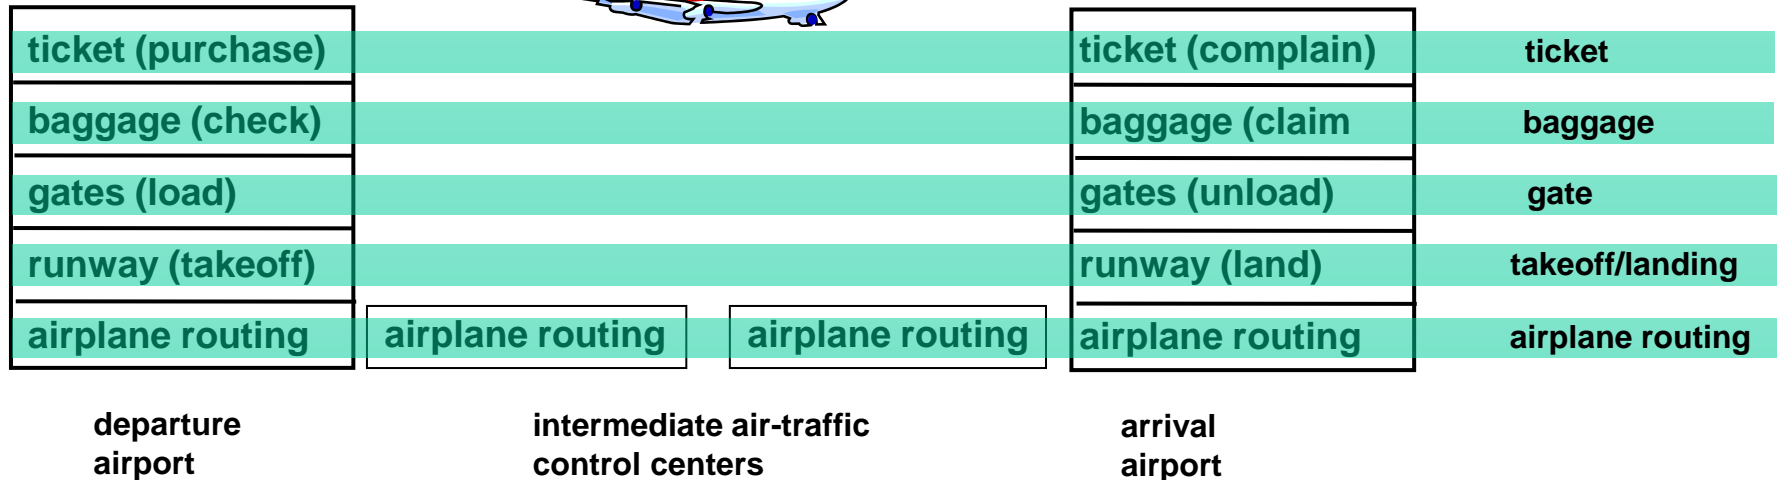 ticket (purchase) ticket (complain) ticket
baggage (check) baggage (claim baggage
gates (load) gates (unload) gate
runway (takeoff) runway (land) takeoff/landing
airplane routing airplane routing airplane routing airplane routing airplane routing
departure intermediate air-traffic arrival
airport control centers airport